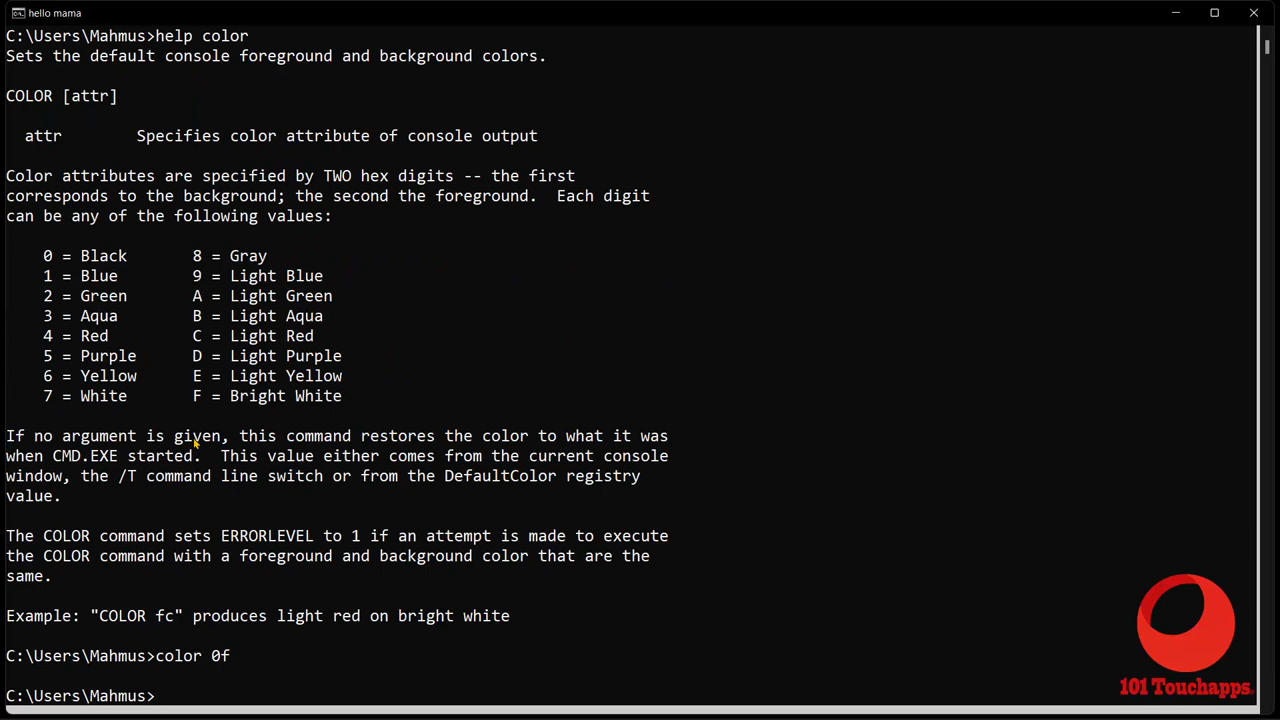 hello mama
C:\Users\Mahmus>help color
Sets the default console foreground and background colors.
COLOR [attr]
attr        Specifies color attribute of console output
Color attributes are specified by TWO hex digits -- the first
corresponds to the background; the second the foreground.  Each digit
can be any of the following values:
0 = Black       8 = Gray
1 = Blue        9 = Light Blue
2 = Green       A = Light Green
3 = Aqua        B = Light Aqua
4 = Red         C = Light Red
5 = Purple      D = Light Purple
6 = Yellow      E = Light Yellow
7 = White       F = Bright White
If no argument is given, this command restores the color to what it was
when CMD.EXE started.  This value either comes from the current console
window, the /T command line switch or from the DefaultColor registry
value.
The COLOR command sets ERRORLEVEL to 1 if an attempt is made to execute
the COLOR command with a foreground and background color that are the
same.
Example: "COLOR fc" produces light red on bright white
C:\Users\Mahmus>color 0f
C:\Users\Mahmus>
101 Touchapps.